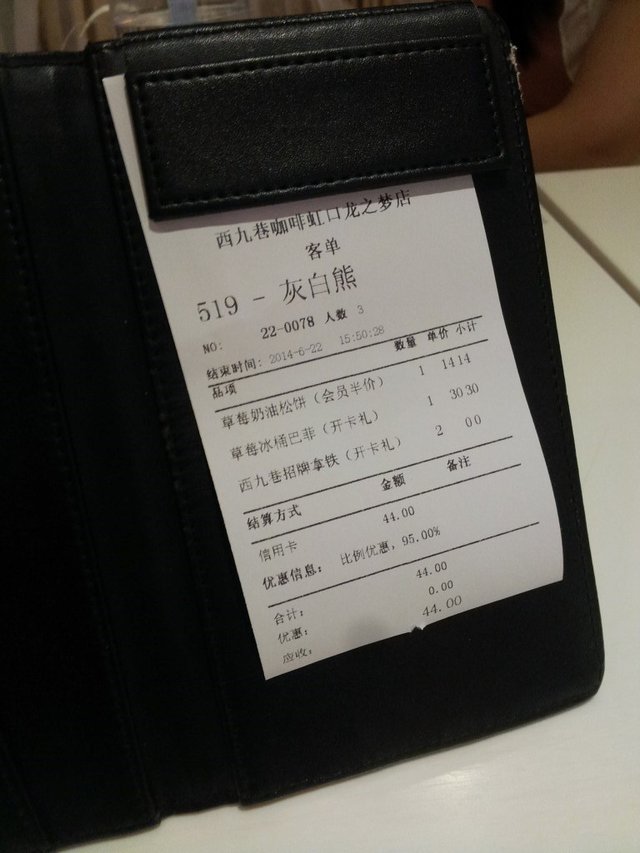 西九巷咖啡虹口龙之梦店
客单
519 - 灰白熊
NO: 22-0078 人数 3
结束时间: 2014-6-22 15:50:28
品项 数量 单价 小计
草莓奶油松饼（会员半价） 1 14 14
草莓冰桶巴菲（开卡礼） 1 30 30
西九巷招牌拿铁（开卡礼） 2 0 0
结算方式 金额 备注
信用卡 44.00
优惠信息: 比例优惠, 95.00%
合计: 44.00
优惠: 0.00
应收: 44.00